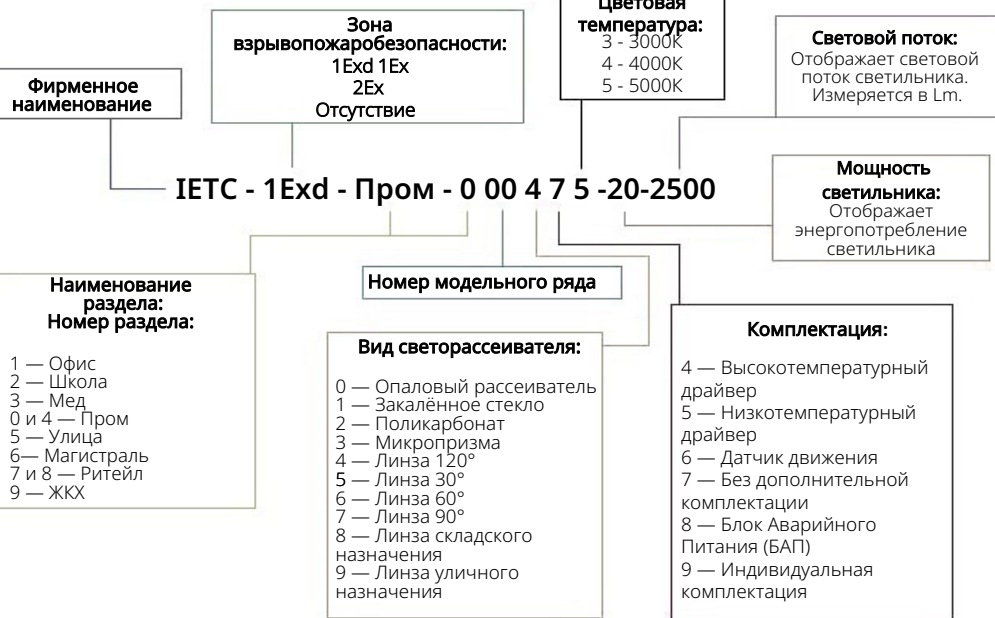 Зона
взрывопожаробезопасности:
1Exd 1Ex
2Ex
Отсутствие
Цветовая
температура:
3 - 3000К
4 - 4000К
5 - 5000К
Световой поток:
Отображает световой
поток светильника.
Измеряется в Lm.
Фирменное
наименование
IETC - 1Exd - Пром - 0 00 4 7 5 -20-2500
Мощность
светильника:
Отображает
энергопотребление
светильника
Наименование
раздела:
Номер раздела:
1 — Офис
2 — Школа
3 — Мед
0 и 4 — Пром
5 — Улица
6— Магистраль
7 и 8 — Ритейл
9 — ЖКХ
Номер модельного ряда
Вид светорассеивателя:
0 — Опаловый рассеиватель
1 — Закалённое стекло
2 — Поликарбонат
3 — Микропризма
4 — Линза 120°
5 — Линза 30°
6 — Линза 60°
7 — Линза 90°
8 — Линза складского
назначения
9 — Линза уличного
назначения
Комплектация:
4 — Высокотемпературный
драйвер
5 — Низкотемпературный
драйвер
6 — Датчик движения
7 — Без дополнительной
комплектации
8 — Блок Аварийного
Питания (БАП)
9 — Индивидуальная
комплектация